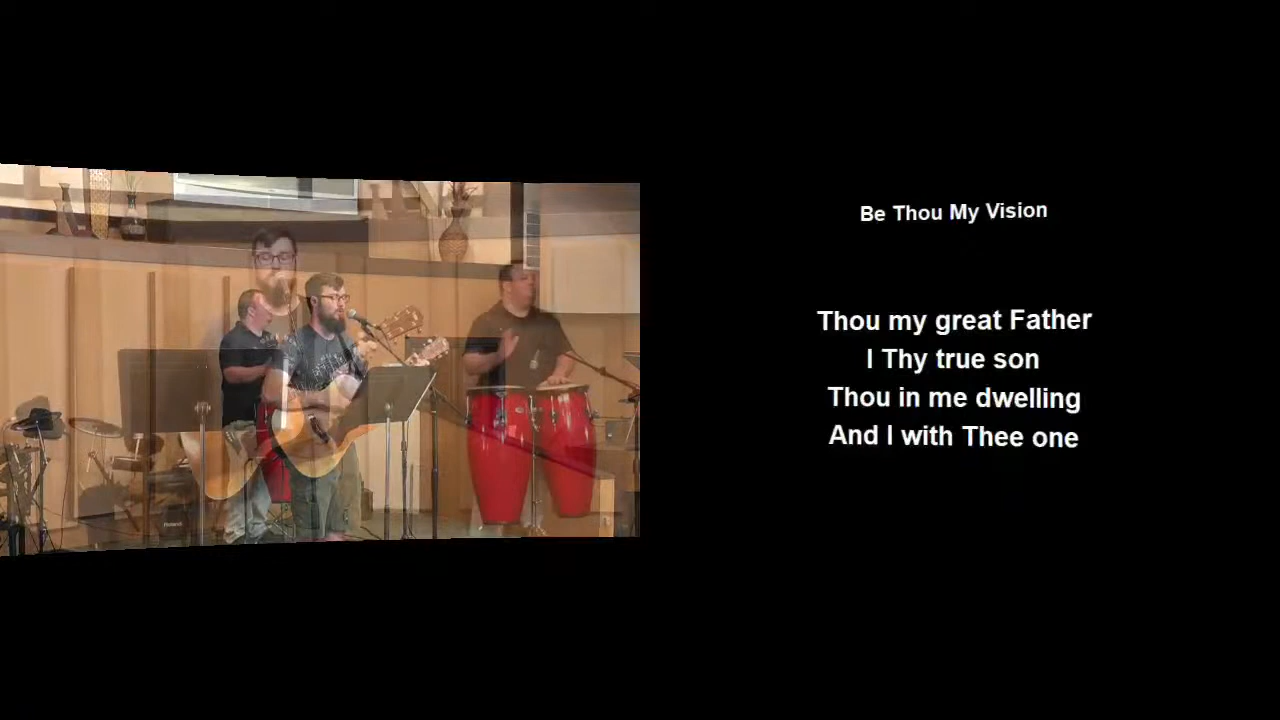 Be Thou My Vision
Thou my great Father
I Thy true son
Thou in me dwelling
And I with Thee one
Roland